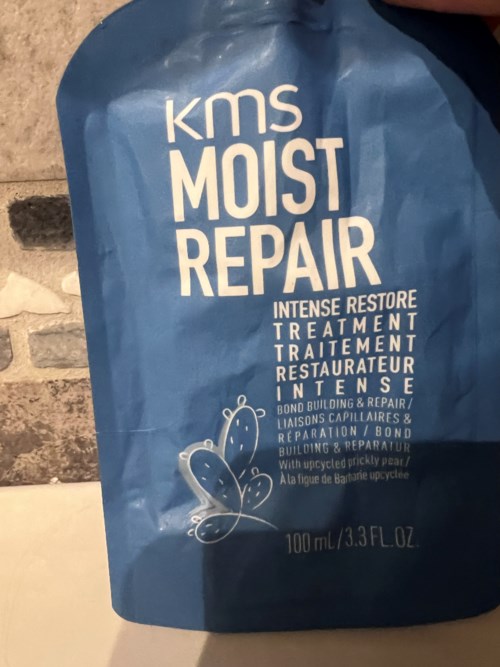 kms
MOIST
REPAIR
INTENSE RESTORE
TREATMENT
TRAITEMENT
RESTAURATEUR
INTENSE
BOND BUILDING & REPAIR/
LIAISONS CAPILLAIRES &
RÉPARATION / BOND
BUILDING & REPARATUR
With upcycled prickly pear/
À la figue de Barbarie upcyclée
100 mL/3.3 FL.OZ.